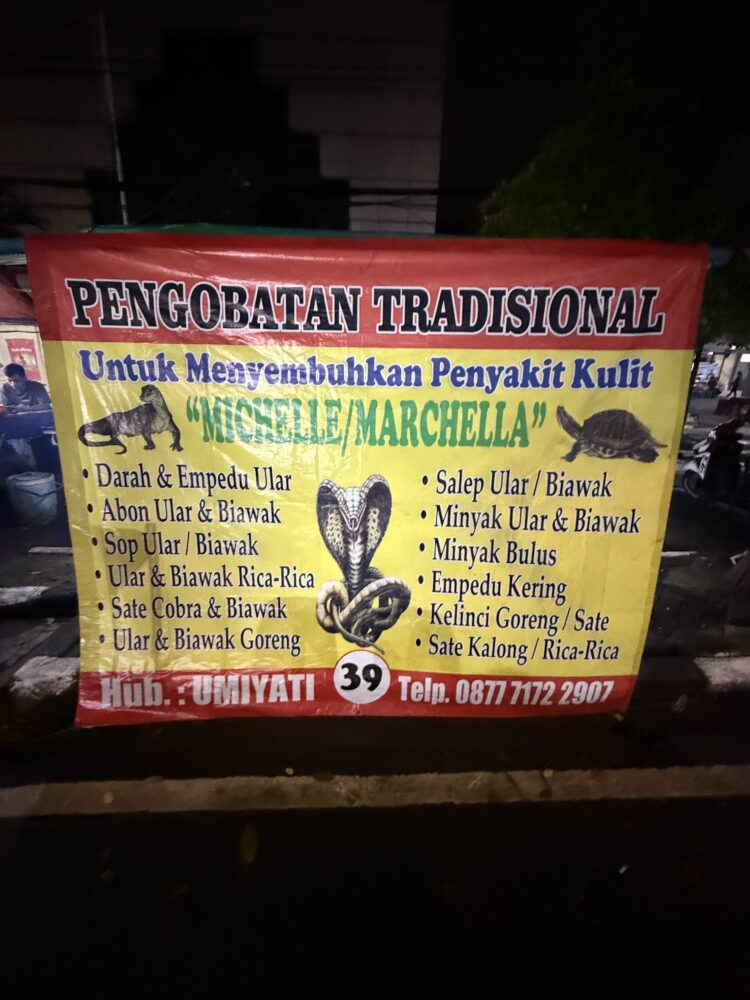 PENGOBATAN TRADISIONAL
Untuk Menyembuhkan Penyakit Kulit
"MICHELLE/MARCHELLA"
• Darah & Empedu Ular
• Abon Ular & Biawak
• Sop Ular / Biawak
• Ular & Biawak Rica-Rica
• Sate Cobra & Biawak
• Ular & Biawak Goreng
• Salep Ular / Biawak
• Minyak Ular & Biawak
• Minyak Bulus
• Empedu Kering
• Kelinci Goreng / Sate
• Sate Kalong / Rica-Rica
Hub. : UMIYATI
39
Telp. 0877 7172 2907